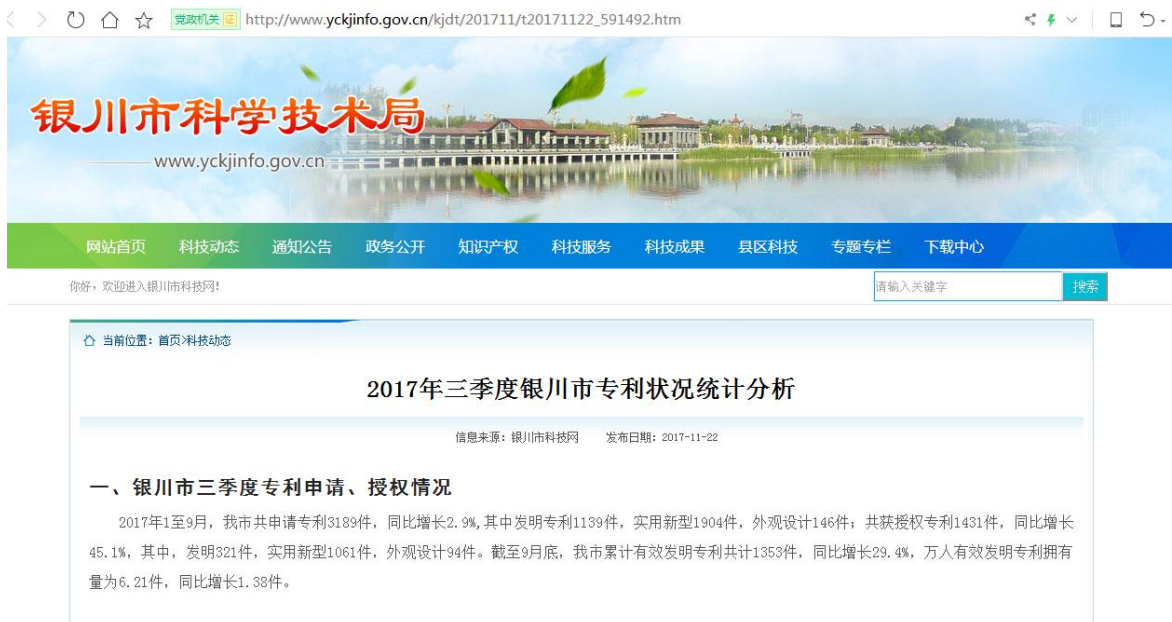 党政机关 证 http://www.yckjinfo.gov.cn/kjdt/201711/t20171122_591492.htm
银川市科学技术局
www.yckjinfo.gov.cn
网站首页 科技动态 通知公告 政务公开 知识产权 科技服务 科技成果 县区科技 专题专栏 下载中心
你好，欢迎进入银川市科技网！ 请输入关键字 搜索
当前位置：首页>科技动态
2017年三季度银川市专利状况统计分析
信息来源：银川市科技网 发布日期：2017-11-22
一、银川市三季度专利申请、授权情况
2017年1至9月，我市共申请专利3189件，同比增长2.9%,其中发明专利1139件，实用新型1904件，外观设计146件；共获授权专利1431件，同比增长
45.1%，其中，发明321件，实用新型1061件，外观设计94件。截至9月底，我市累计有效发明专利共计1353件，同比增长29.4%，万人有效发明专利拥有
量为6.21件，同比增长1.38件。